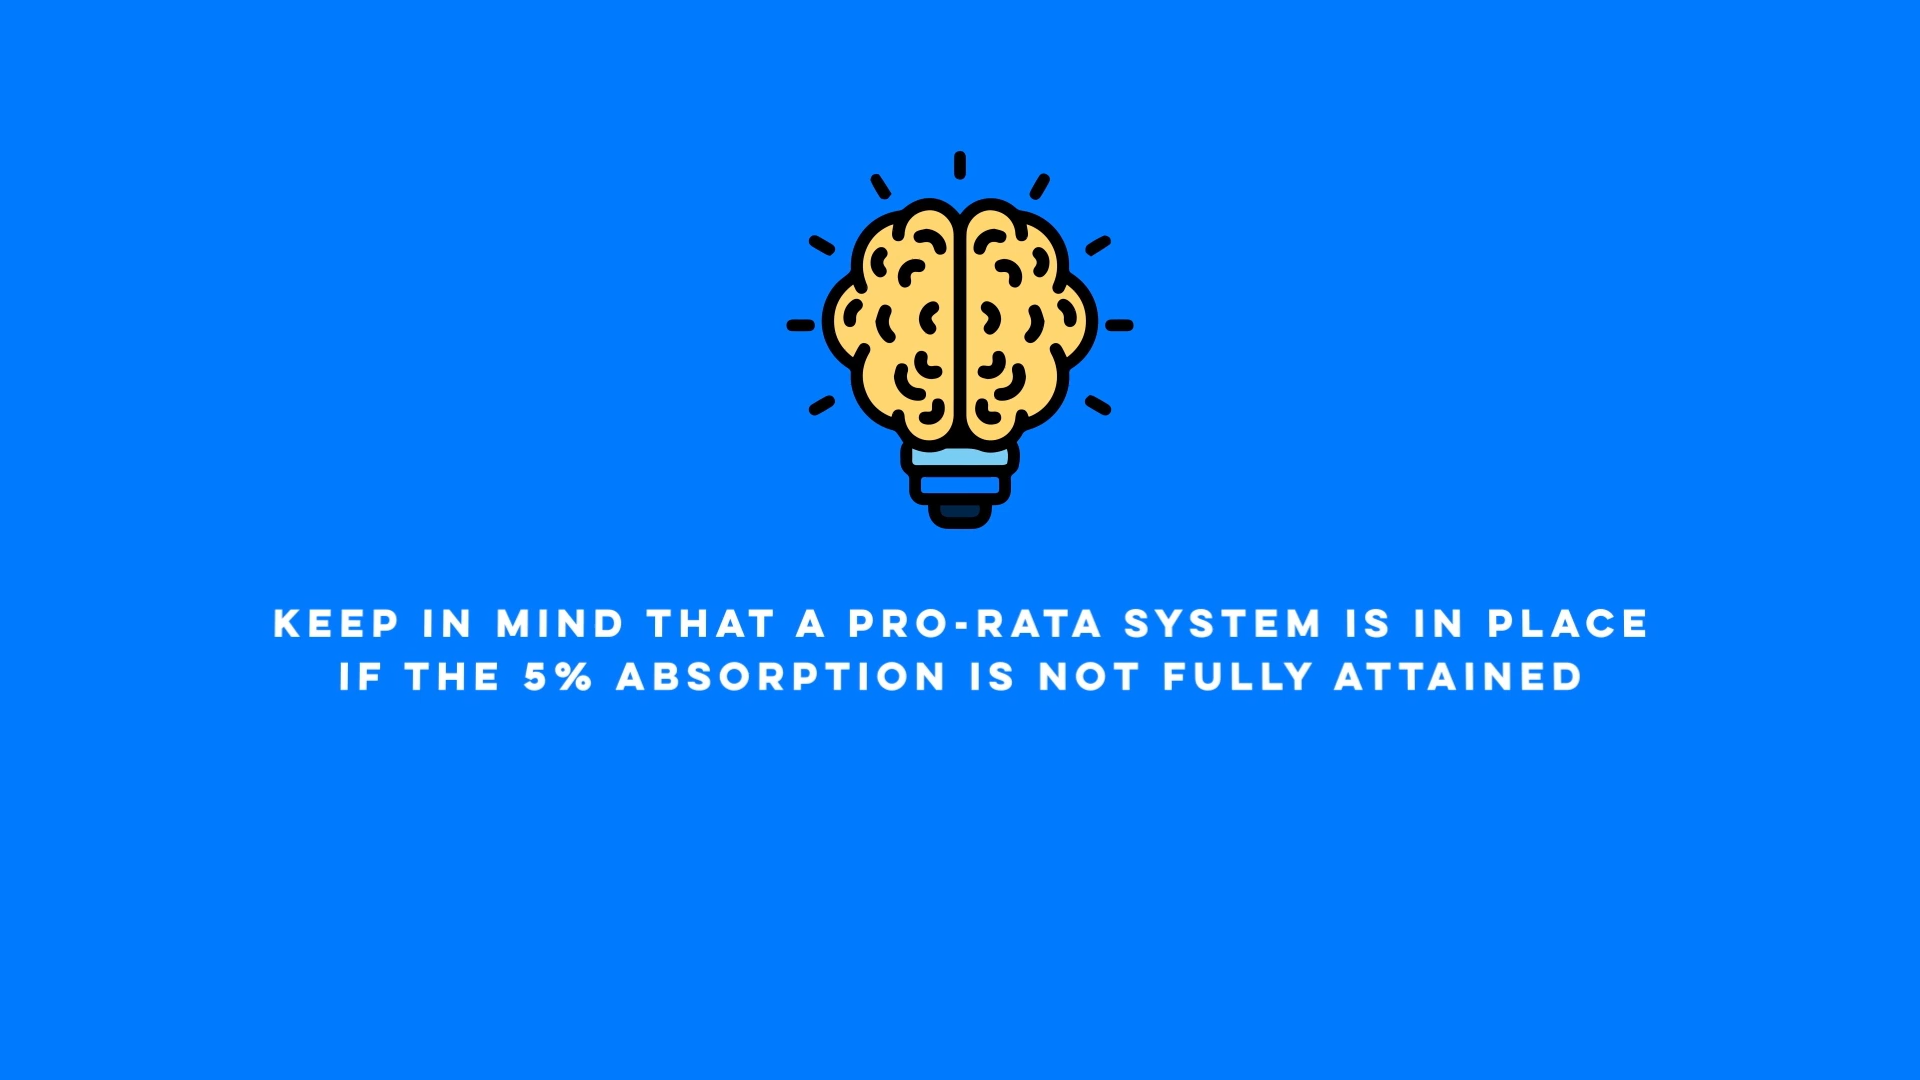 KEEP IN MIND THAT A PRO-RATA SYSTEM IS IN PLACE
IF THE 5% ABSORPTION IS NOT FULLY ATTAINED